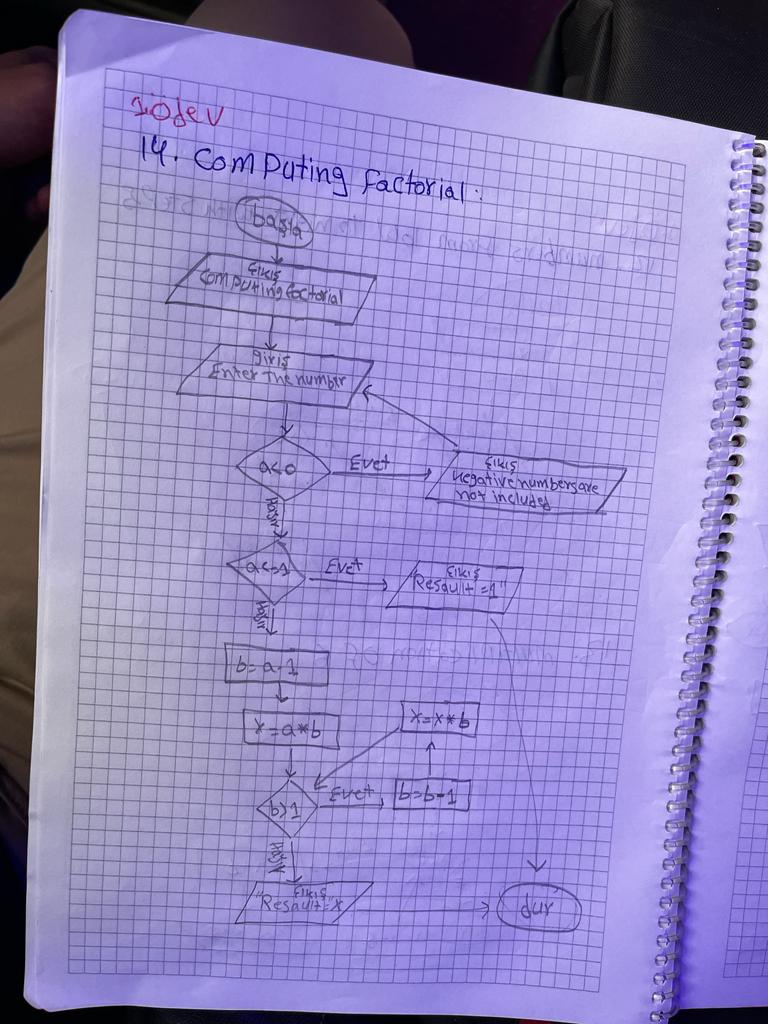 1.ödev
14. Computing factorial:
başla
Çıkış
Computing factorial
giriş
Enter The number
a<0
Evet
Çıkış
Negative numbers are
not included
Hayır
a<=1
Evet
Çıkış
"Resault=1"
Hayır
b=a-1
x=a*b
x=x*b
b>1
Evet
b=b-1
Hayır
Çıkış
"Resault="x
dur